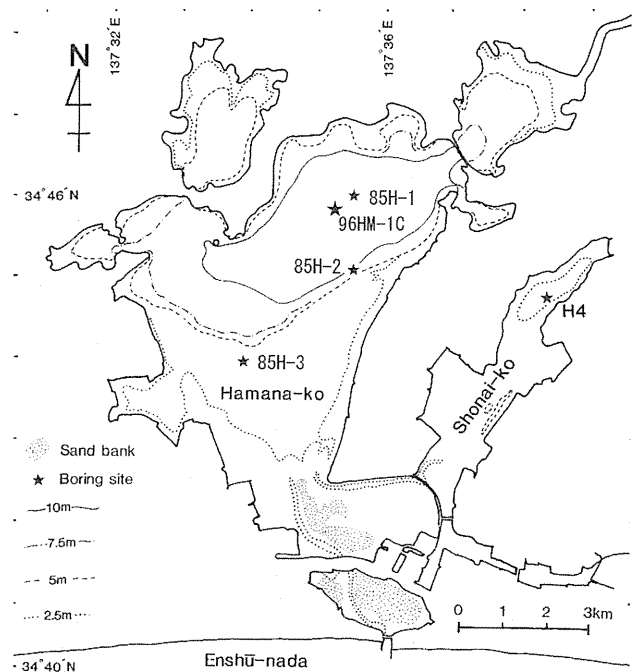 137°32′E
137°36′E
N
34°46′N
85H-1
96HM-1C
85H-2
H4
85H-3
Hamana-ko
Shonai-ko
Sand bank
Boring site
10m
7.5m
5m
2.5m
0 1 2 3km
34°40′N
Enshū-nada